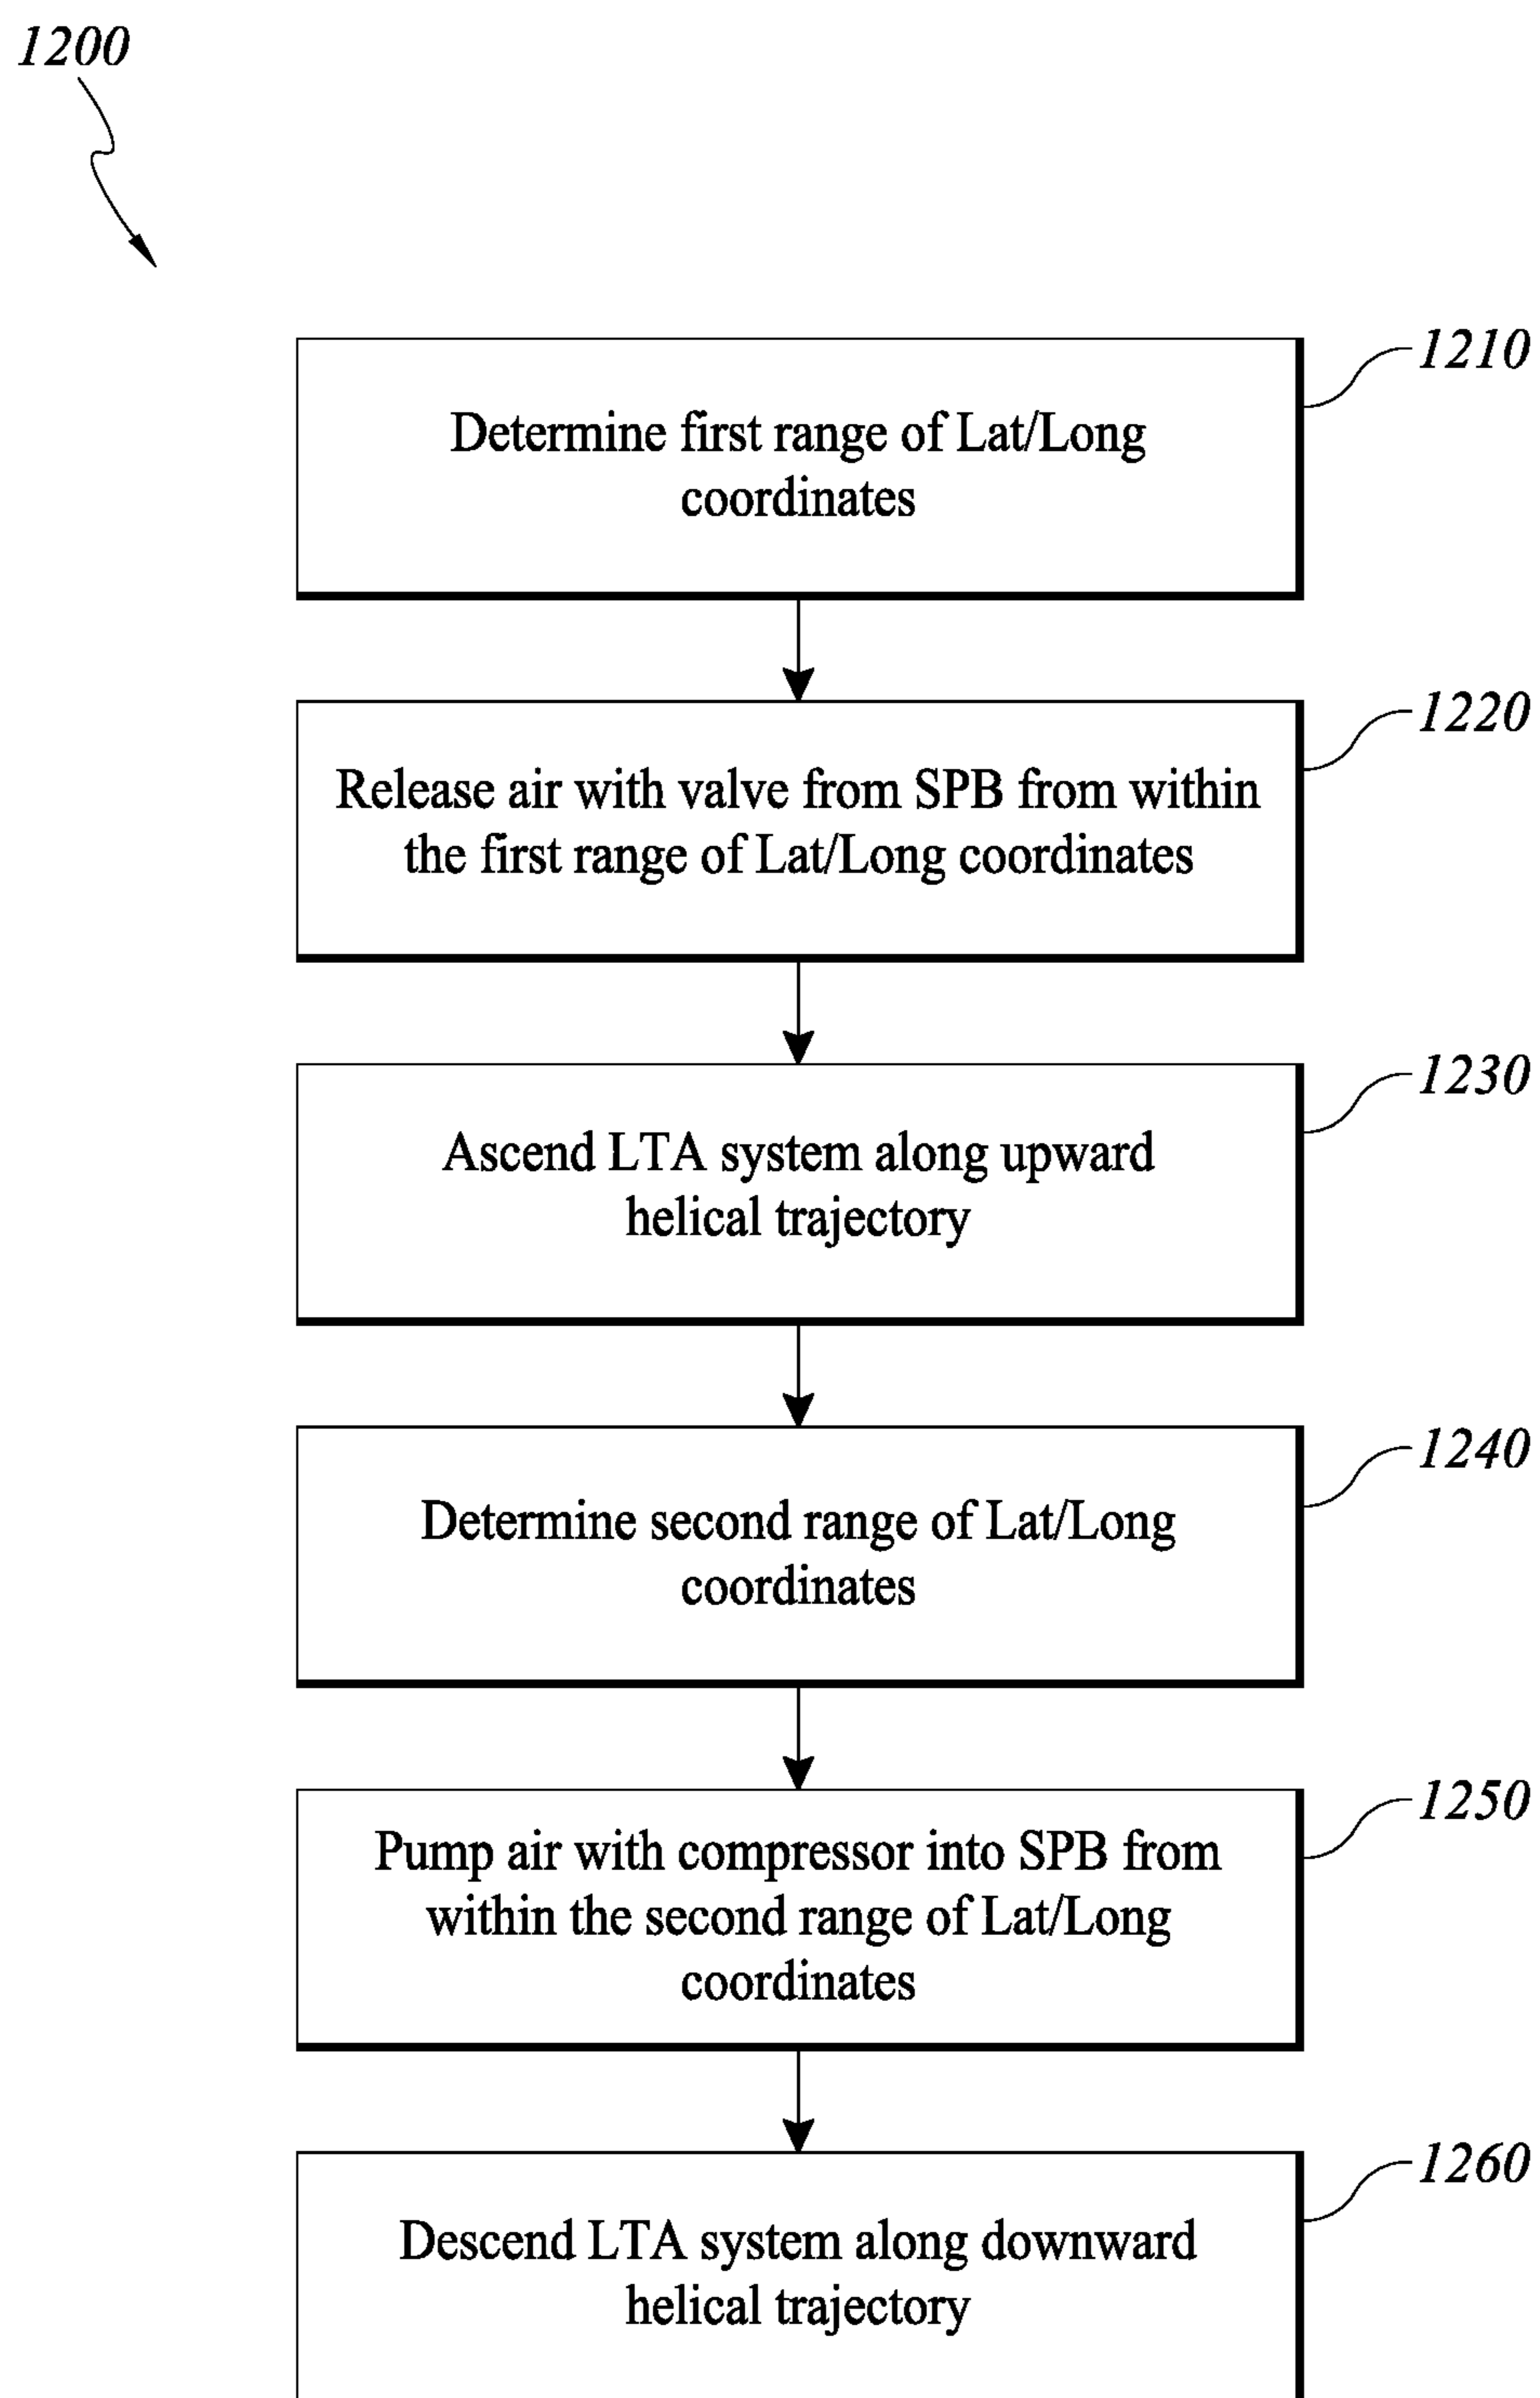 1200
1210
Determine first range of Lat/Long
coordinates
1220
Release air with valve from SPB from within
the first range of Lat/Long coordinates
1230
Ascend LTA system along upward
helical trajectory
1240
Determine second range of Lat/Long
coordinates
1250
Pump air with compressor into SPB from
within the second range of Lat/Long
coordinates
1260
Descend LTA system along downward
helical trajectory